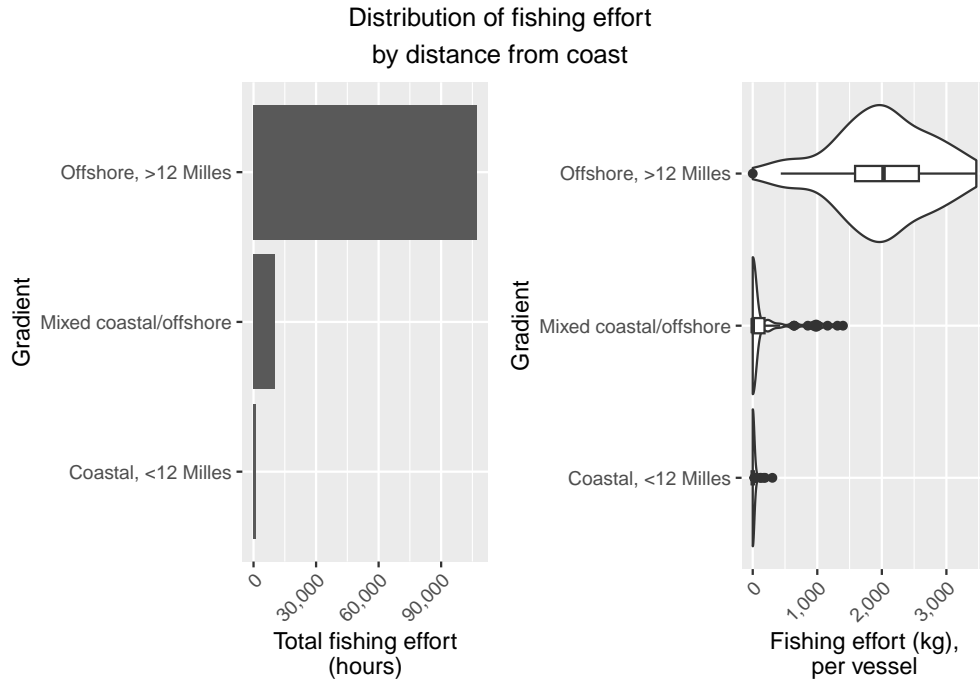 Distribution of fishing effort
by distance from coast
Gradient
Offshore, >12 Milles
Mixed coastal/offshore
Coastal, <12 Milles
0
30,000
60,000
90,000
Total fishing effort
(hours)
Gradient
Offshore, >12 Milles
Mixed coastal/offshore
Coastal, <12 Milles
0
1,000
2,000
3,000
Fishing effort (kg),
per vessel